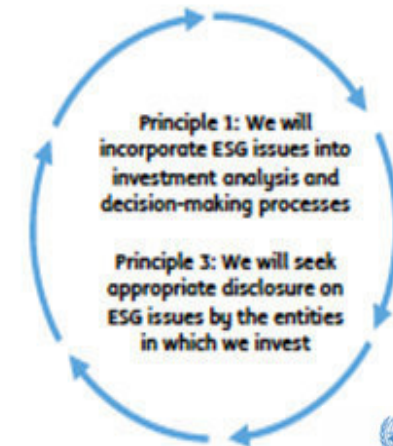 Principle 1: We will
incorporate ESG issues into
investment analysis and
decision-making processes
Principle 3: We will seek
appropriate disclosure on
ESG issues by the entities
in which we invest